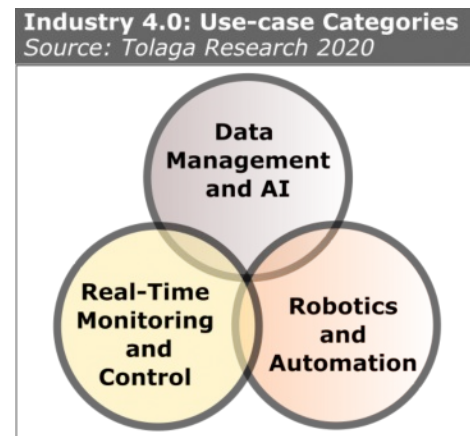 Industry 4.0: Use-case Categories
Source: Tolaga Research 2020
Data
Management
and AI
Real-Time
Monitoring
and
Control
Robotics
and
Automation